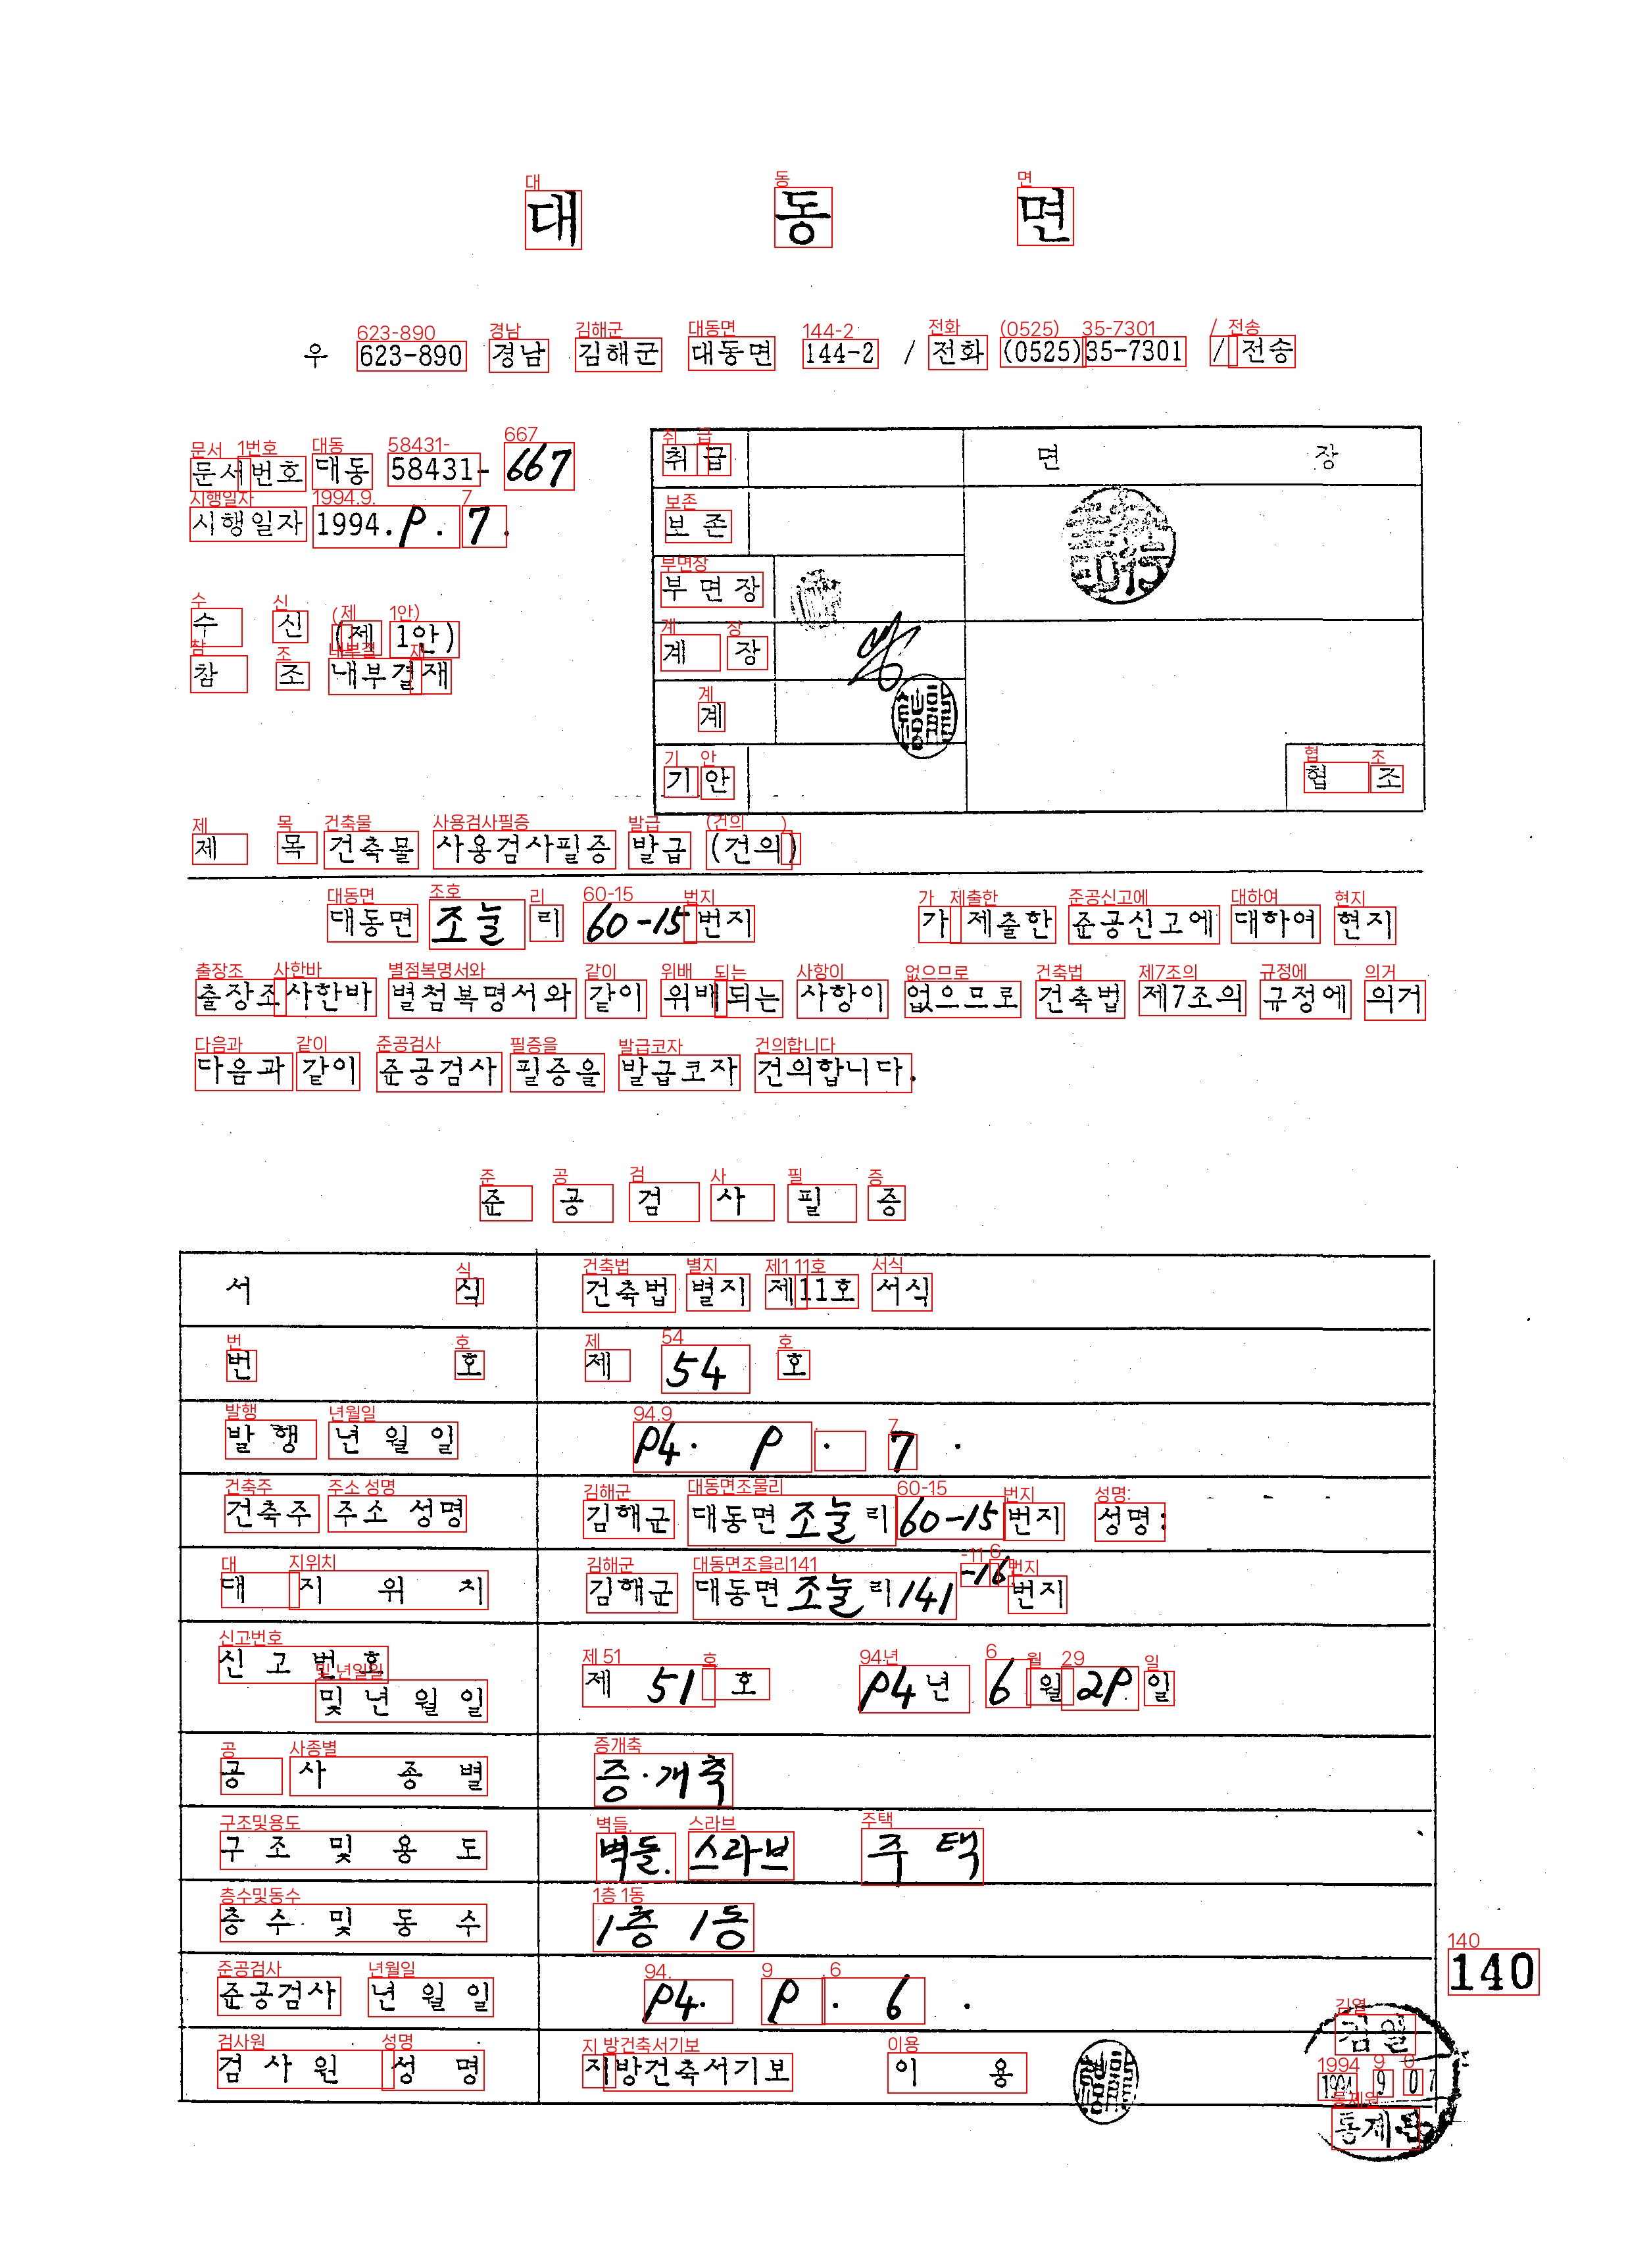 대 동 면
우 623-890 경남 김해군 대동면 144-2 / 전화 (0525)35-7301 / 전송
문서번호 대동 58431-667
시행일자 1994. 9. 7.
수 신 (제 1안)
참 조 내부결재
취 급 면 장
보 존
부 면 장
계 장
계
기 안 협 조
제 목 건축물 사용검사필증 발급 (건의)
대동면 조눌 리 60-15 번지 가 제출한 준공신고에 대하여 현지
출장조사한바 별첨복명서와 같이 위배되는 사항이 없으므로 건축법 제7조의 규정에 의거
다음과 같이 준공검사 필증을 발급코자 건의합니다.
준 공 검 사 필 증
서 식 건축법 별지 제11호 서식
번 호 제 54 호
발 행 년 월 일 94. 9. 7.
건축주 주소 성명 김해군 대동면 조눌 리 60-15 번지 성명:
대 지 위 치 김해군 대동면 조눌 리 141-16 번지
신 고 번 호 제 51 호 94년 6월 29일
및 년 월 일
공 사 종 별 증·개축
구 조 및 용 도 벽돌. 스라브 주 택
층 수 및 동 수 1층 1동
준공검사 년 월 일 94. 9. 6.
검 사 원 성 명 지방건축서기보 이 용
140
1994 9 07